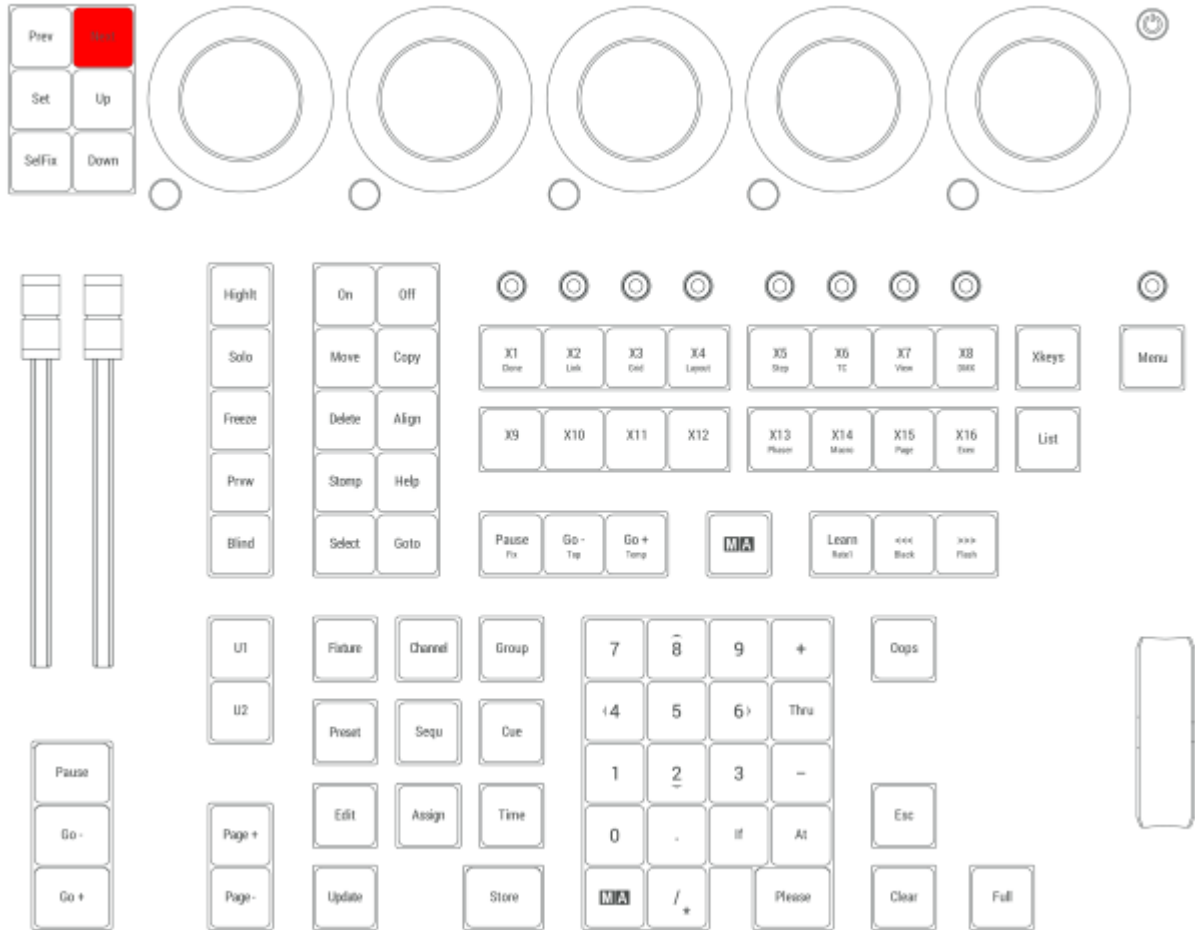 Prev Next
Set Up
SelFix Down
Highlt On Off
Solo Move Copy X1 X2 X3 X4 X5 X6 X7 X8 Xkeys Menu
Clone Link Grid Layout Step TC View DMX
Freeze Delete Align X9 X10 X11 X12 X13 X14 X15 X16 List
Phaser Macro Page Exec
Prvw Stomp Help
Blind Select Goto Pause Go - Go + MA Learn <<< >>>
Fix Top Temp Rate1 Black Flash
U1 Fixture Channel Group 7 8 9 + Oops
U2 Preset Sequ Cue 4 5 6 Thru
Pause 1 2 3 -
Go - Page + Edit Assign Time 0 . If At Esc
Go + Page - Update Store MA / * Please Clear Full